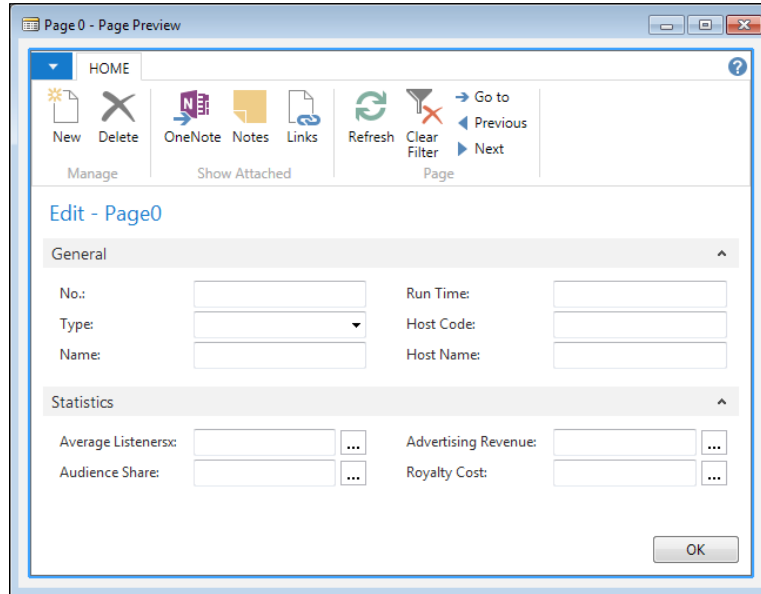 Page 0 - Page Preview
HOME
New
Delete
OneNote
Notes
Links
Refresh
Clear
Filter
Go to
Previous
Next
Manage
Show Attached
Page
Edit - Page0
General
No.:
Run Time:
Type:
Host Code:
Name:
Host Name:
Statistics
Average Listenersx:
...
Advertising Revenue:
...
Audience Share:
...
Royalty Cost:
...
OK